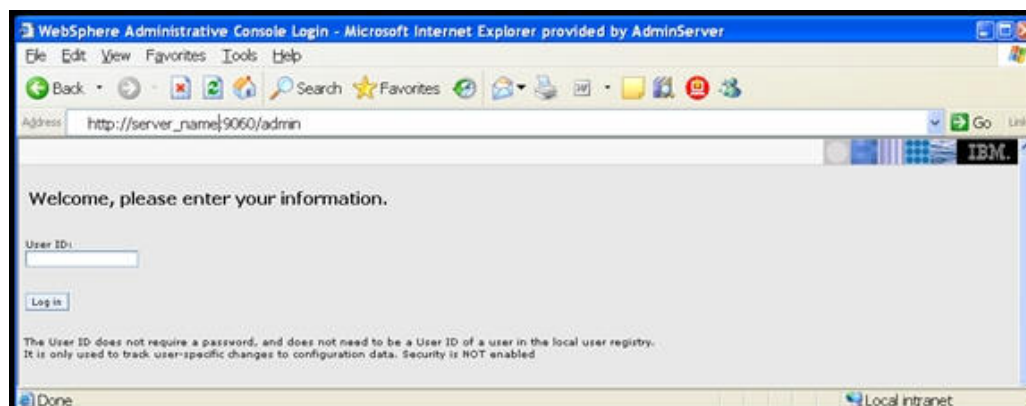 WebSphere Administrative Console Login - Microsoft Internet Explorer provided by AdminServer
File Edit View Favorites Tools Help
Back Search Favorites
Address http://server_name:9060/admin Go Link
IBM.
Welcome, please enter your information.
User ID:
Log in
The User ID does not require a password, and does not need to be a User ID of a user in the local user registry.
It is only used to track user-specific changes to configuration data. Security is NOT enabled
Done Local intranet